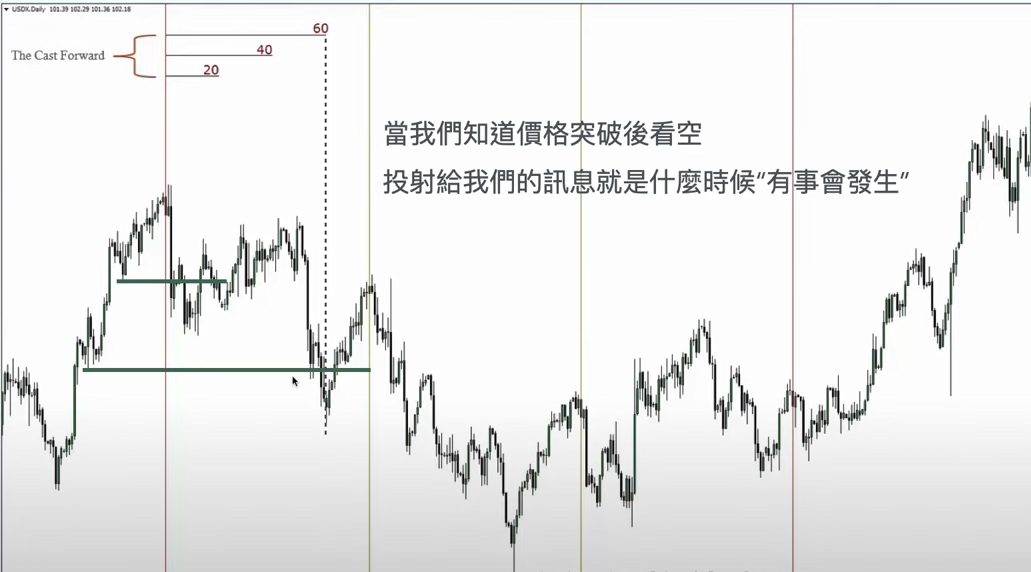 USDX.Daily 101.39 102.29 101.36 102.18
60
The Cast Forward
40
20
當我們知道價格突破後看空
投射給我們的訊息就是什麼時候“有事會發生”